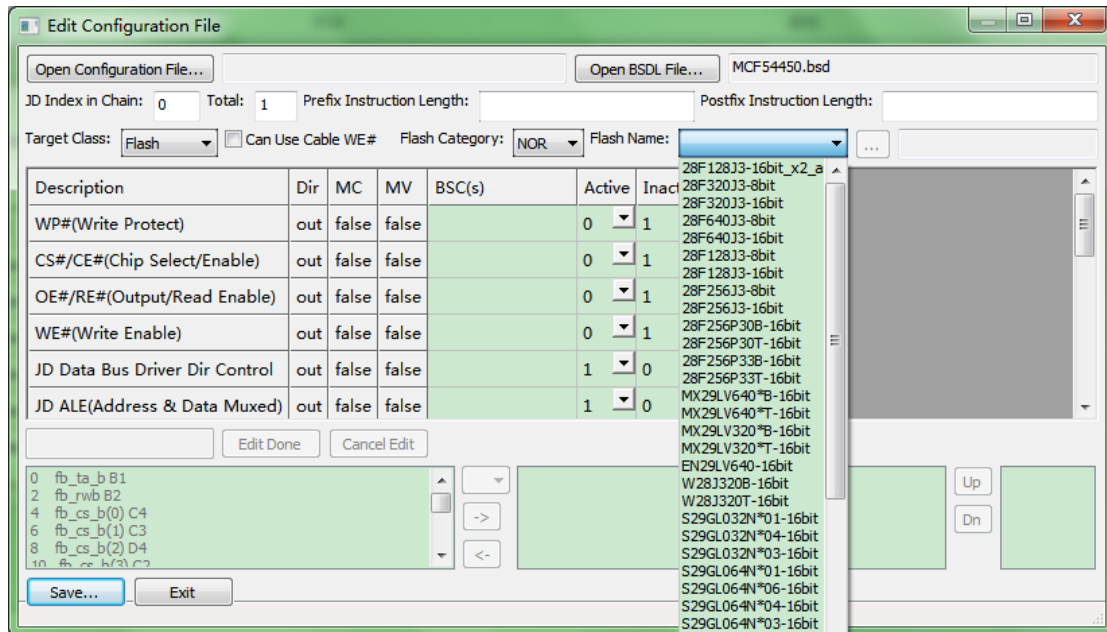 Edit Configuration File
Open Configuration File... Open BSDL File... MCF54450.bsd
JD Index in Chain: 0 Total: 1 Prefix Instruction Length: Postfix Instruction Length:
Target Class: Flash Can Use Cable WE# Flash Category: NOR Flash Name: ...
Description Dir MC MV BSC(s) Active Inact
WP#(Write Protect) out false false 0 1
CS#/CE#(Chip Select/Enable) out false false 0 1
OE#/RE#(Output/Read Enable) out false false 0 1
WE#(Write Enable) out false false 0 1
JD Data Bus Driver Dir Control out false false 1 0
JD ALE(Address & Data Muxed) out false false 1 0
28F128J3-16bit_x2_a
28F320J3-8bit
28F320J3-16bit
28F640J3-8bit
28F640J3-16bit
28F128J3-8bit
28F128J3-16bit
28F256J3-8bit
28F256J3-16bit
28F256P30B-16bit
28F256P30T-16bit
28F256P33B-16bit
28F256P33T-16bit
MX29LV640*B-16bit
MX29LV640*T-16bit
MX29LV320*B-16bit
MX29LV320*T-16bit
EN29LV640-16bit
W28J320B-16bit
W28J320T-16bit
S29GL032N*01-16bit
S29GL032N*04-16bit
S29GL032N*03-16bit
S29GL064N*01-16bit
S29GL064N*06-16bit
S29GL064N*04-16bit
S29GL064N*03-16bit
Edit Done Cancel Edit
0 fb_ta_b B1
2 fb_rwb B2
4 fb_cs_b(0) C4
6 fb_cs_b(1) C3
8 fb_cs_b(2) D4
10 fb_cs_b(3) C2
->
<-
Up
Dn
Save... Exit